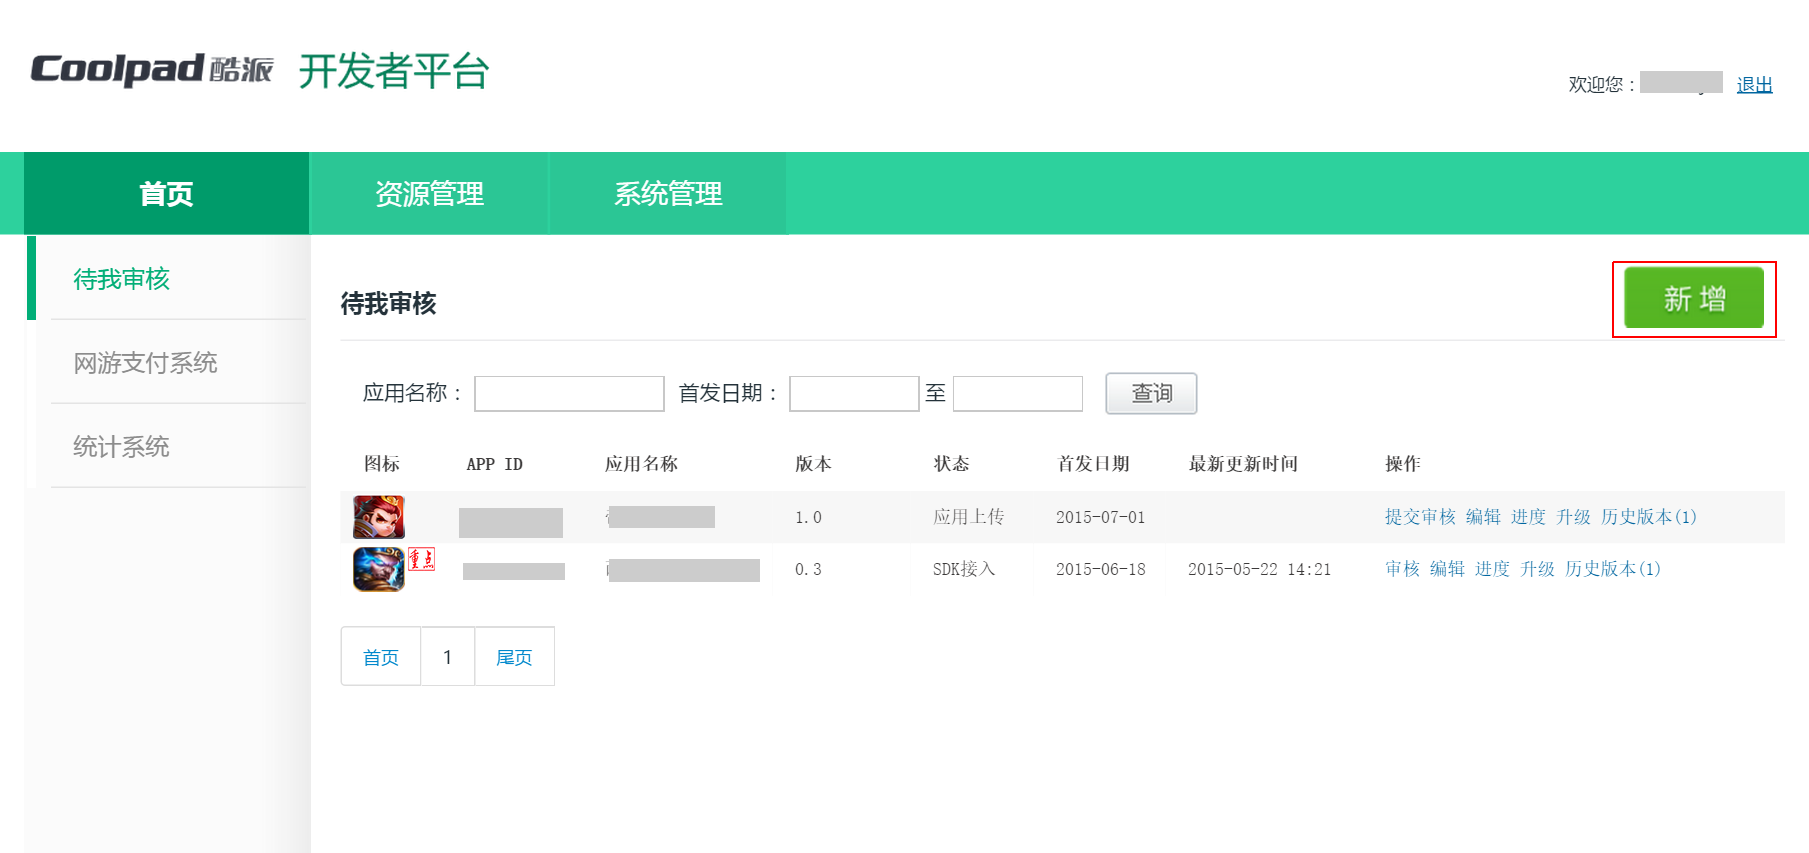 Coolpad 酷派 开发者平台
欢迎您： 退出
首页 资源管理 系统管理
待我审核
网游支付系统
统计系统
待我审核
新 增
应用名称： 首发日期： 至 查询
图标 APP ID 应用名称 版本 状态 首发日期 最新更新时间 操作
1.0 应用上传 2015-07-01 提交审核 编辑 进度 升级 历史版本(1)
重点 0.3 SDK接入 2015-06-18 2015-05-22 14:21 审核 编辑 进度 升级 历史版本(1)
首页 1 尾页